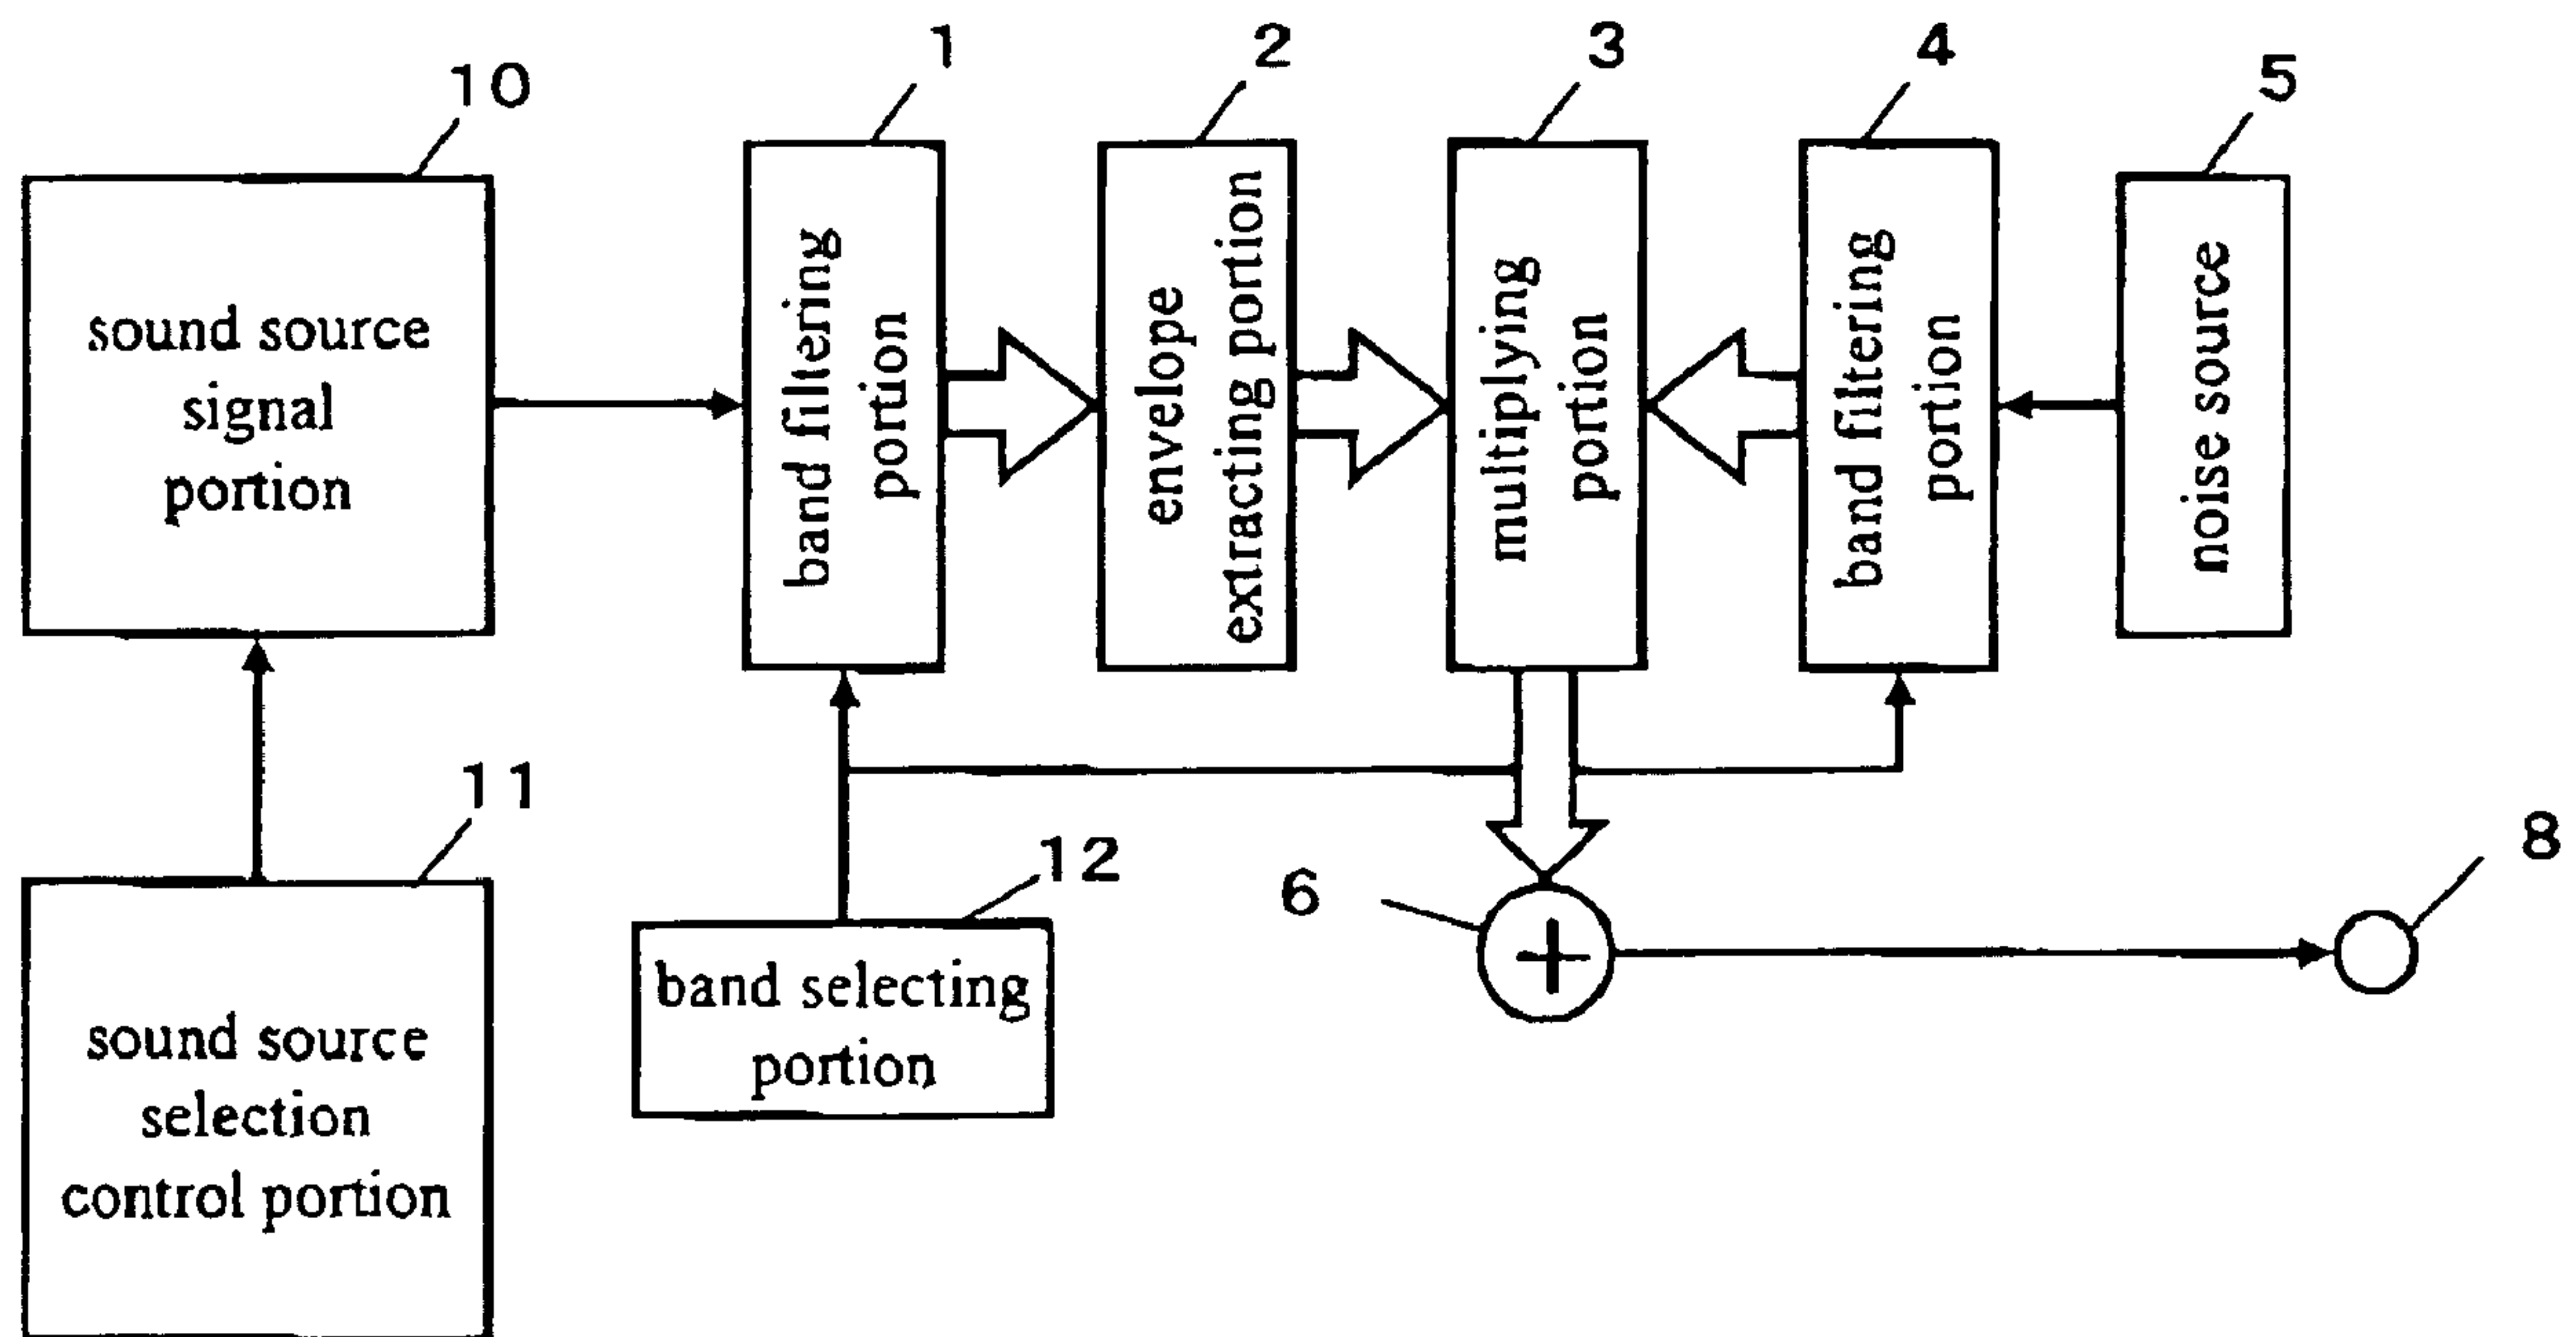 1
2
3
4
5
10
sound source
signal
portion
band filtering
portion
envelope
extracting portion
multiplying
portion
band filtering
portion
noise source
11
12
6
8
+
band selecting
portion
sound source
selection
control portion